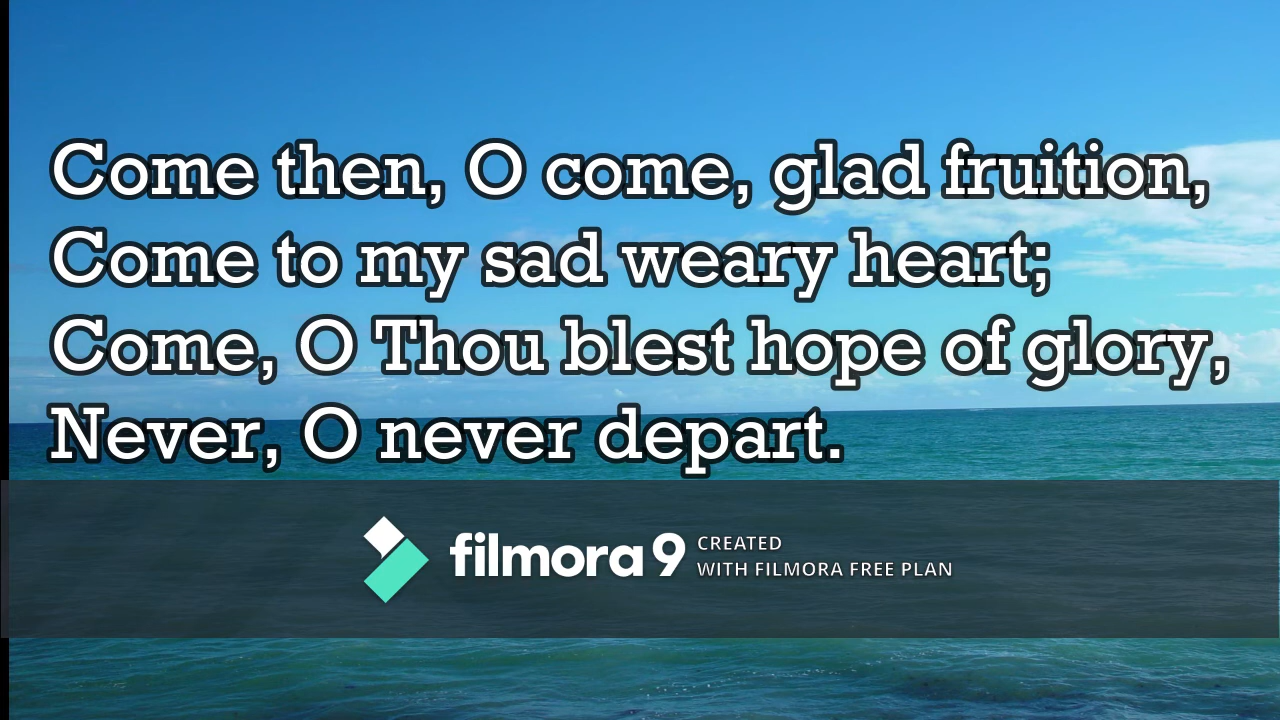 Come then, O come, glad fruition,
Come to my sad weary heart;
Come, O Thou blest hope of glory,
Never, O never depart.
filmora 9 CREATED
WITH FILMORA FREE PLAN